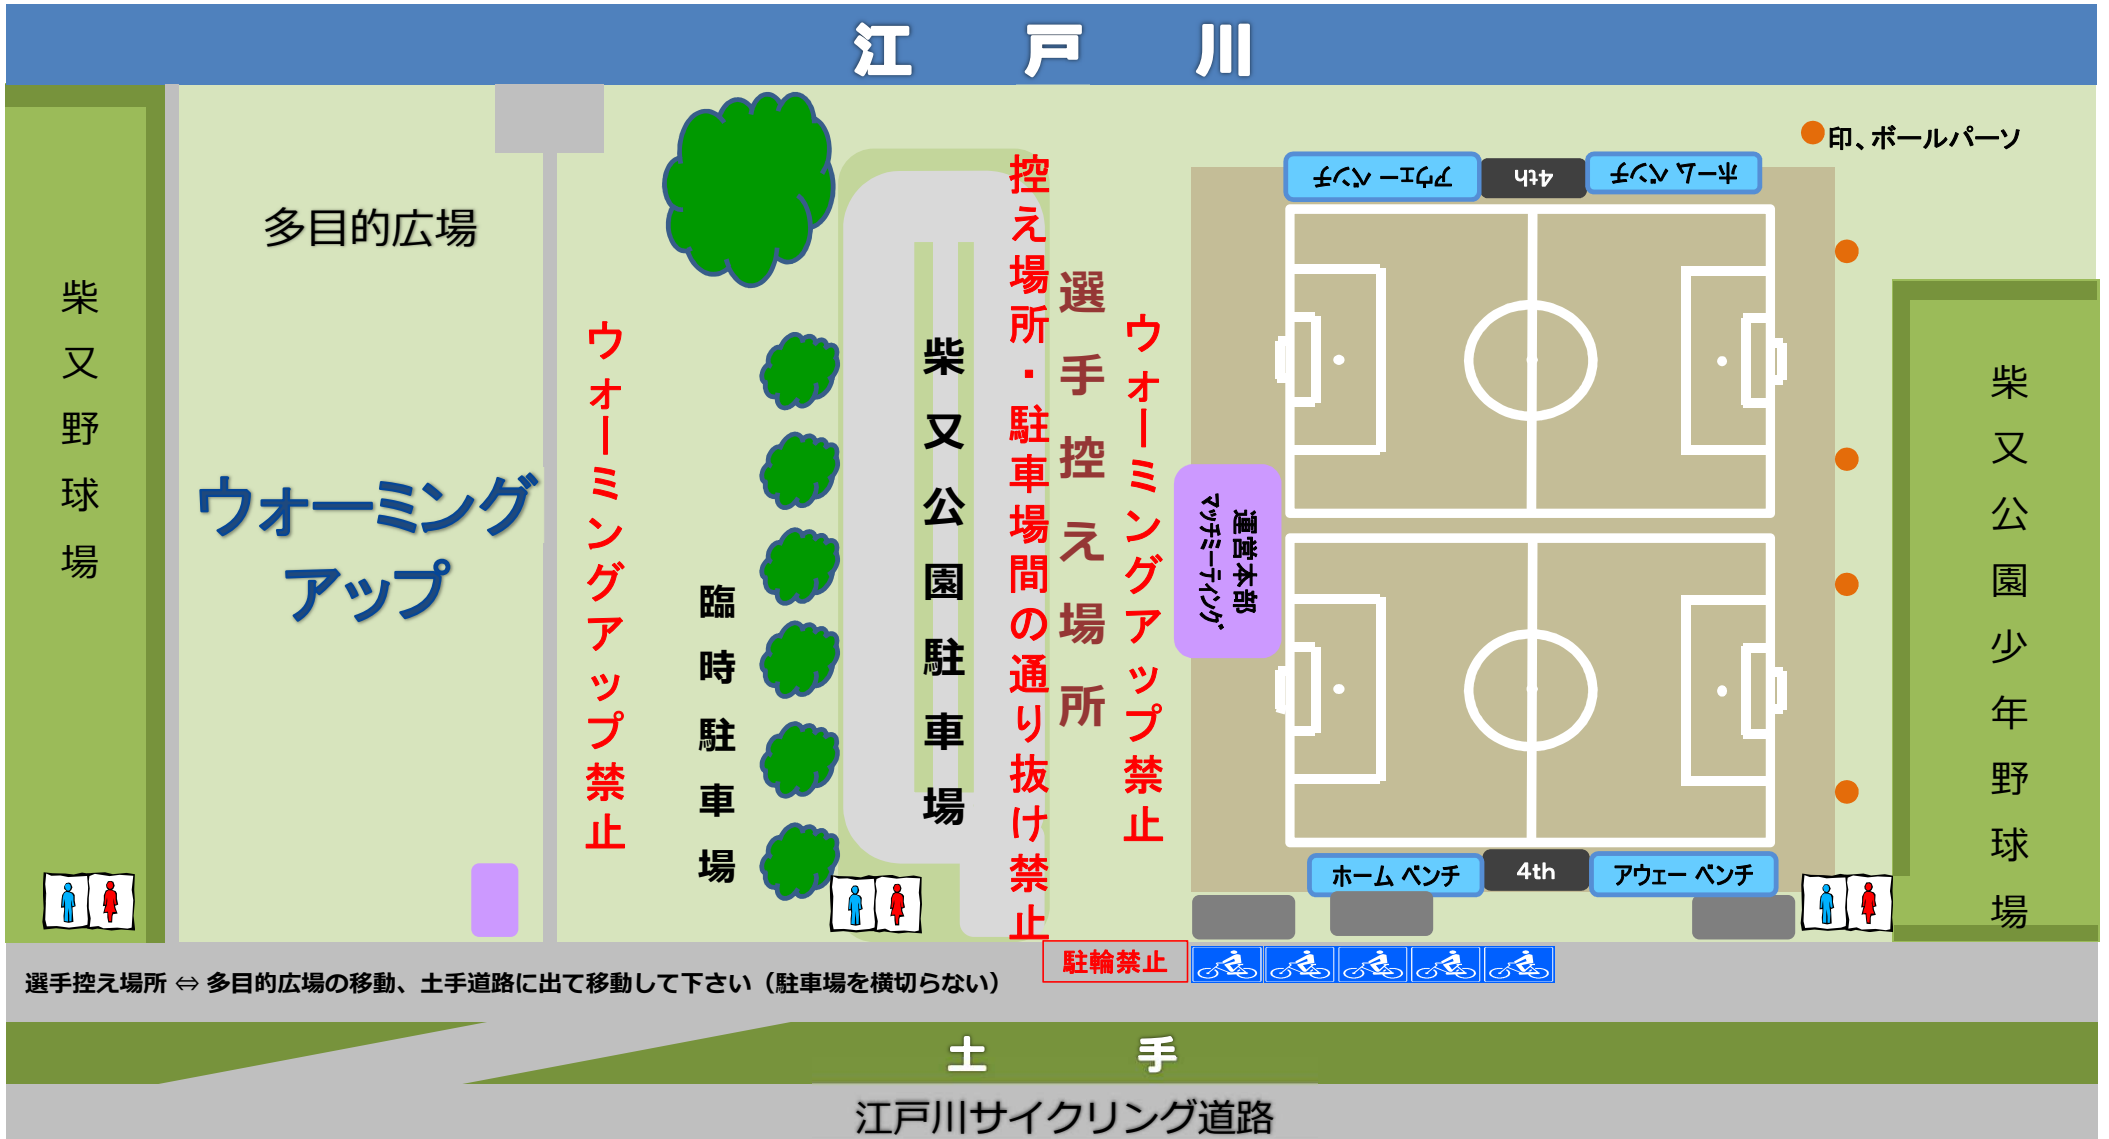 江戸川
印、ボールパーソ
アウェー ベンチ
4th
ホーム ベンチ
多目的広場
柴又野球場
ウォーミング
アップ
ウォーミングアップ禁止
臨時駐車場
柴又公園駐車場
控え場所・駐車場間の通り抜け禁止
選手控え場所
ウォーミングアップ禁止
運営本部
マッチミーティング
柴又公園少年野球場
ホーム ベンチ
4th
アウェー ベンチ
駐輪禁止
選手控え場所 ⇔ 多目的広場の移動、土手道路に出て移動して下さい（駐車場を横切らない）
土手
江戸川サイクリング道路